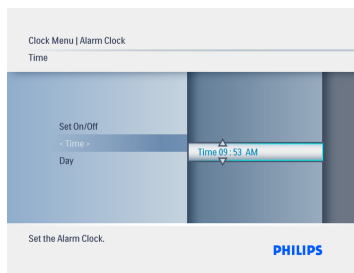 Clock Menu | Alarm Clock
Time
Set On/Off
< Time >
Day
Time 09 : 53 AM
Set the Alarm Clock.
PHILIPS